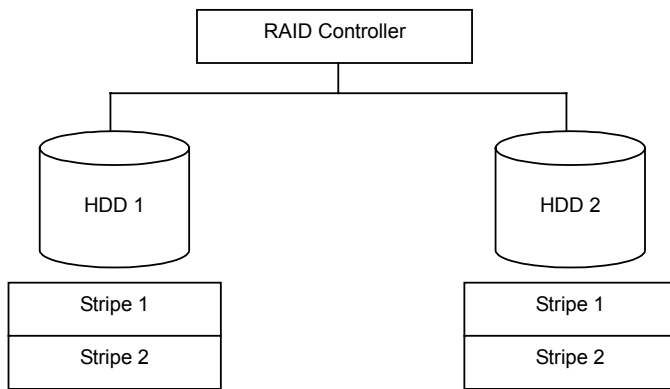 RAID Controller
HDD 1
HDD 2
Stripe 1
Stripe 1
Stripe 2
Stripe 2